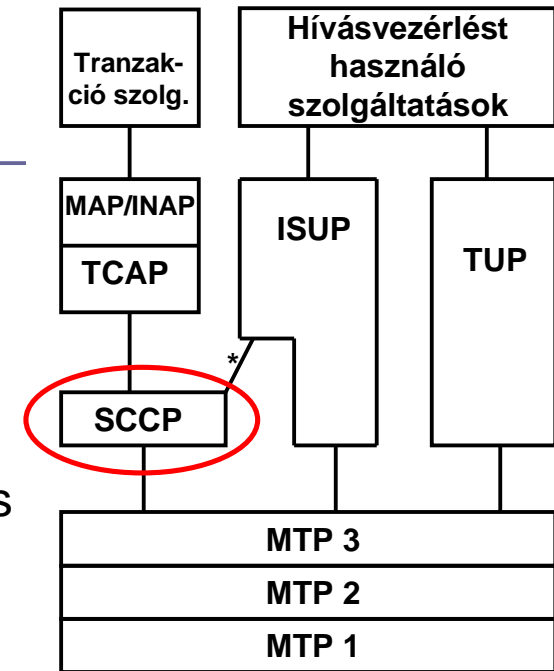 Tranzak-
ció szolg.
Hívásvezérlést
használó
szolgáltatások
MAP/INAP
TCAP
ISUP
TUP
*
SCCP
s
MTP 3
MTP 2
MTP 1